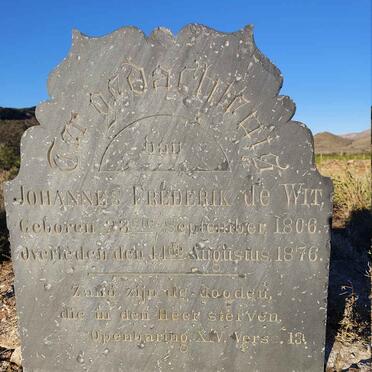 Ter gedachtenis
van
JOHANNES FREDERIK de WIT.
Geboren 23ste September, 1806.
Overleden den 11de Augustus, 1876.
Zalig zijn de dooden,
die in den Heer sterven.
Openbaring XIV Vers 13.